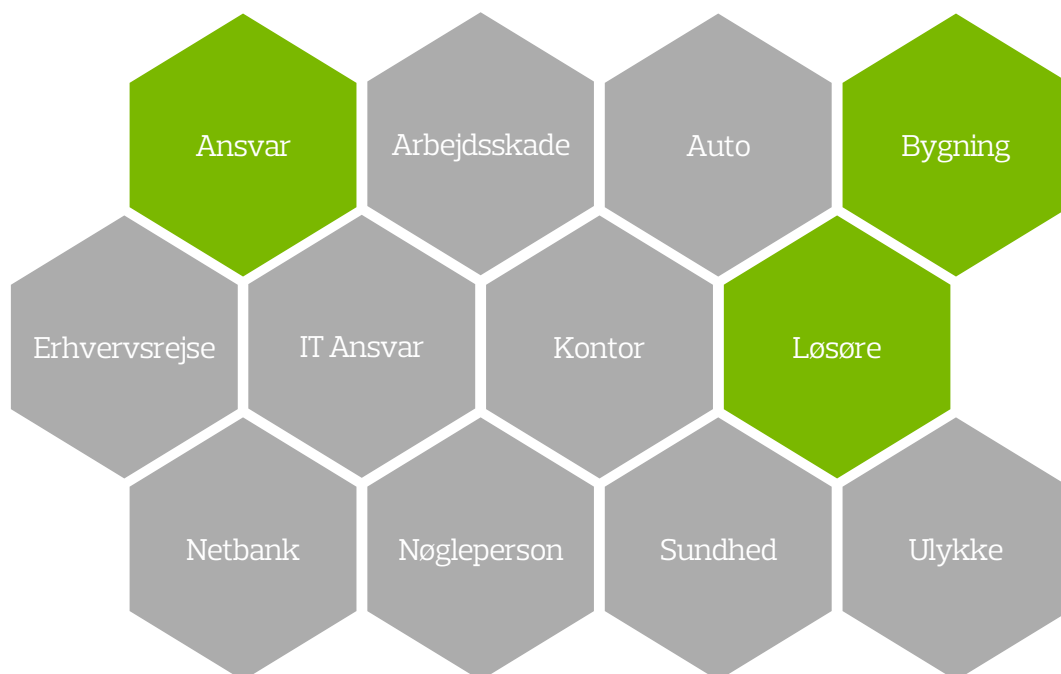 Ansvar
Arbejdsskade
Auto
Bygning
Erhvervsrejse
IT Ansvar
Kontor
Løsøre
Netbank
Nøgleperson
Sundhed
Ulykke